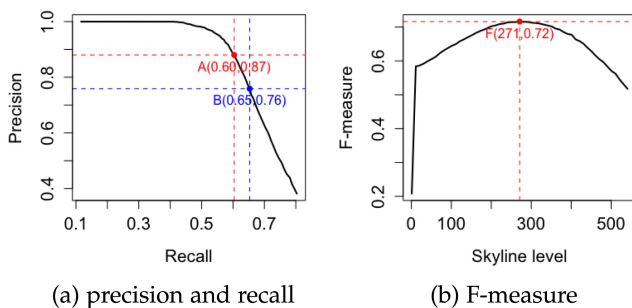 Precision
1.0
0.8
0.6
0.4
A(0.60,0.87)
B(0.65,0.76)
0.1 0.3 0.5 0.7
Recall
(a) precision and recall
F-measure
0.6
0.4
0.2
F(271,0.72)
0 100 300 500
Skyline level
(b) F-measure